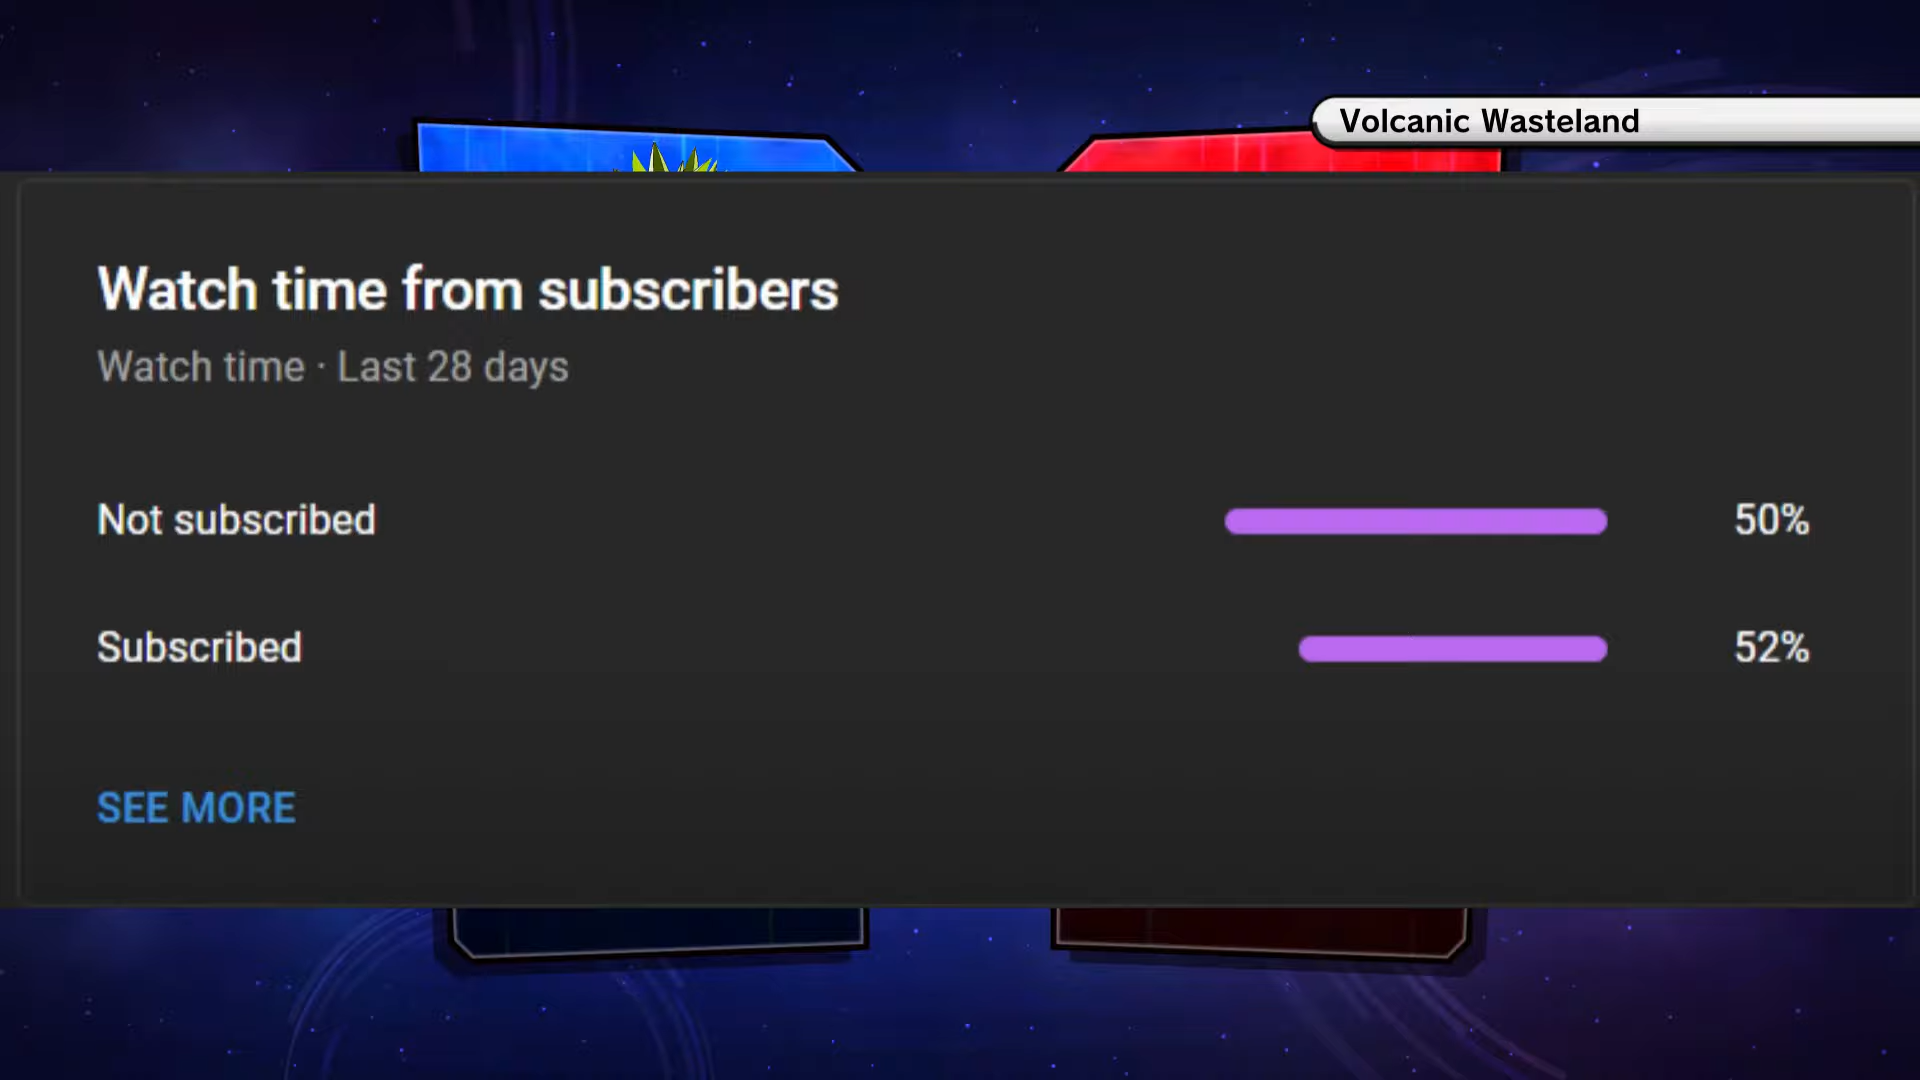 Volcanic Wasteland
Watch time from subscribers
Watch time · Last 28 days
Not subscribed 50%
Subscribed 52%
SEE MORE